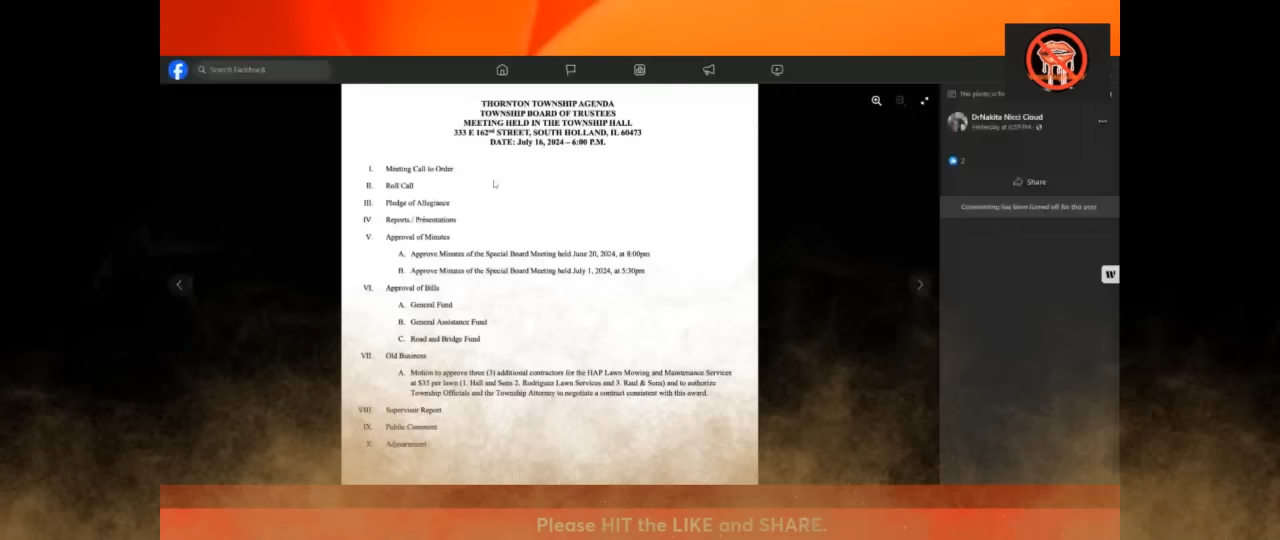 Search Facebook
THORNTON TOWNSHIP AGENDA
TOWNSHIP BOARD OF TRUSTEES
MEETING HELD IN THE TOWNSHIP HALL
333 E 162nd STREET, SOUTH HOLLAND, IL 60473
DATE: July 16, 2024 – 6:00 P.M.
I. Meeting Call to Order
II. Roll Call
III. Pledge of Allegiance
IV. Reports / Presentations
V. Approval of Minutes
A. Approve Minutes of the Special Board Meeting held June 20, 2024, at 8:00pm
B. Approve Minutes of the Special Board Meeting held July 1, 2024, at 5:30pm
VI. Approval of Bills
A. General Fund
B. General Assistance Fund
C. Road and Bridge Fund
VII. Old Business
A. Motion to approve three (3) additional contractors for the HAP Lawn Mowing and Maintenance Services
at $35 per lawn (1. Hall and Sons 2. Rodriguez Lawn Services and 3. Raul & Sons) and to authorize
Township Officials and the Township Attorney to negotiate a contract consistent with this award.
VIII. Supervisor Report
IX. Public Comment
X. Adjournment
This photo is from
DrNakita Nicci Cloud
Yesterday at
2
Share
Commenting has been turned off for this post
W
Please HIT the LIKE and SHARE.